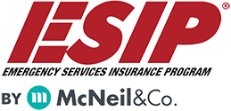 ESIP®
EMERGENCY SERVICES INSURANCE PROGRAM
BY m McNeil&Co.